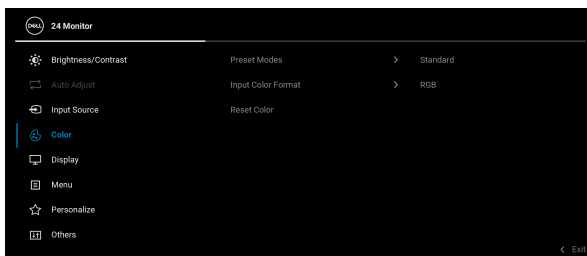 DELL 24 Monitor
Brightness/Contrast Preset Modes > Standard
Auto Adjust Input Color Format > RGB
Input Source Reset Color
Color
Display
Menu
Personalize
Others
< Exit